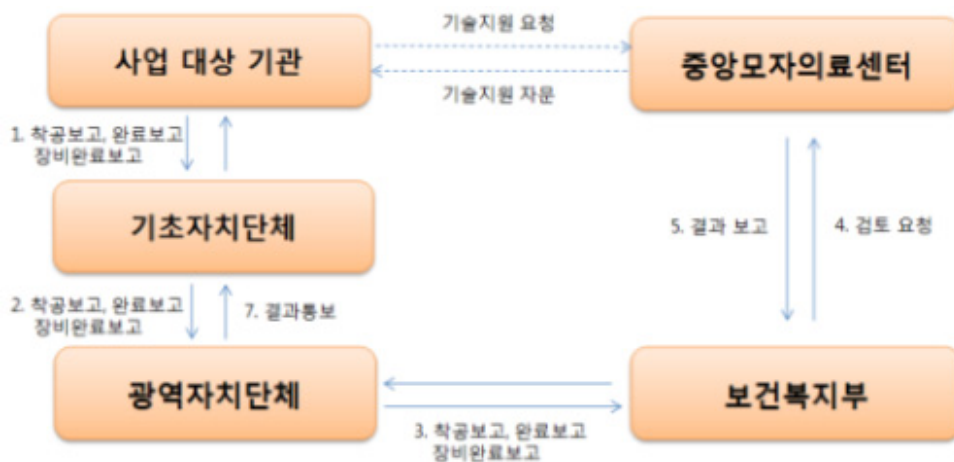 사업 대상 기관
기술지원 요청
기술지원 자문
중앙모자의료센터
1. 착공보고, 완료보고
장비완료보고
기초자치단체
5. 결과 보고
4. 검토 요청
2. 착공보고, 완료보고
장비완료보고
7. 결과통보
광역자치단체
보건복지부
3. 착공보고, 완료보고
장비완료보고